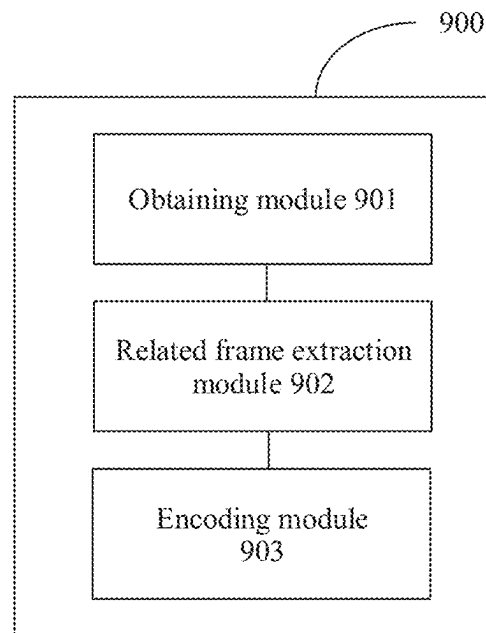 900
Obtaining module 901
Related frame extraction
module 902
Encoding module
903